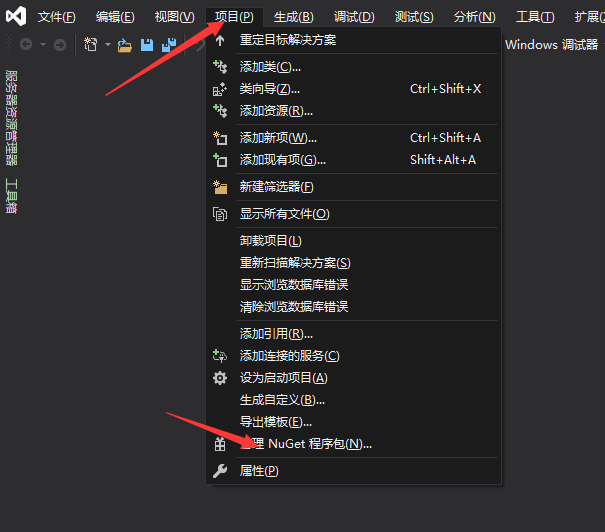 文件(F) 编辑(E) 视图(V) 项目(P) 生成(B) 调试(D) 测试(S) 分析(N) 工具(T) 扩展
Windows 调试器
服务器资源管理器
工具箱
重定目标解决方案
添加类(C)...
类向导(Z)... Ctrl+Shift+X
添加资源(R)...
添加新项(W)... Ctrl+Shift+A
添加现有项(G)... Shift+Alt+A
新建筛选器(F)
显示所有文件(O)
卸载项目(L)
重新扫描解决方案(S)
显示浏览数据库错误
清除浏览数据库错误
添加引用(R)...
添加连接的服务(C)
设为启动项目(A)
生成自定义(B)...
导出模板(E)...
理 NuGet 程序包(N)...
属性(P)